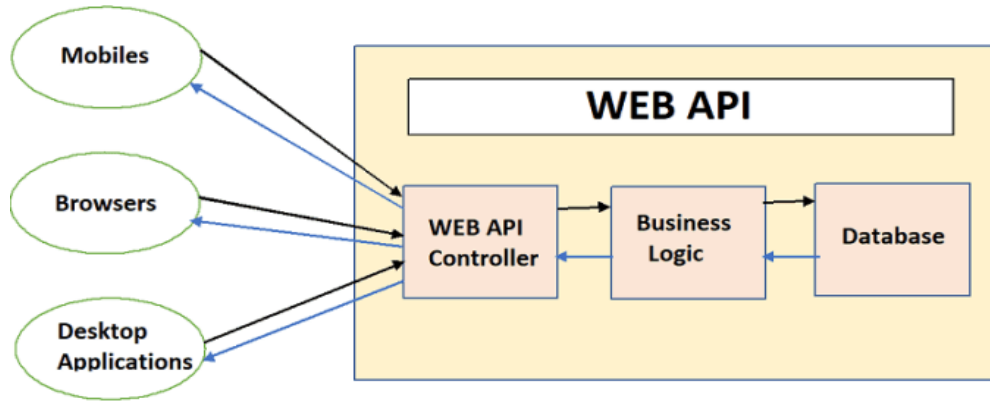 Mobiles
WEB API
Browsers
WEB API
Controller
Business
Logic
Database
Desktop
Applications